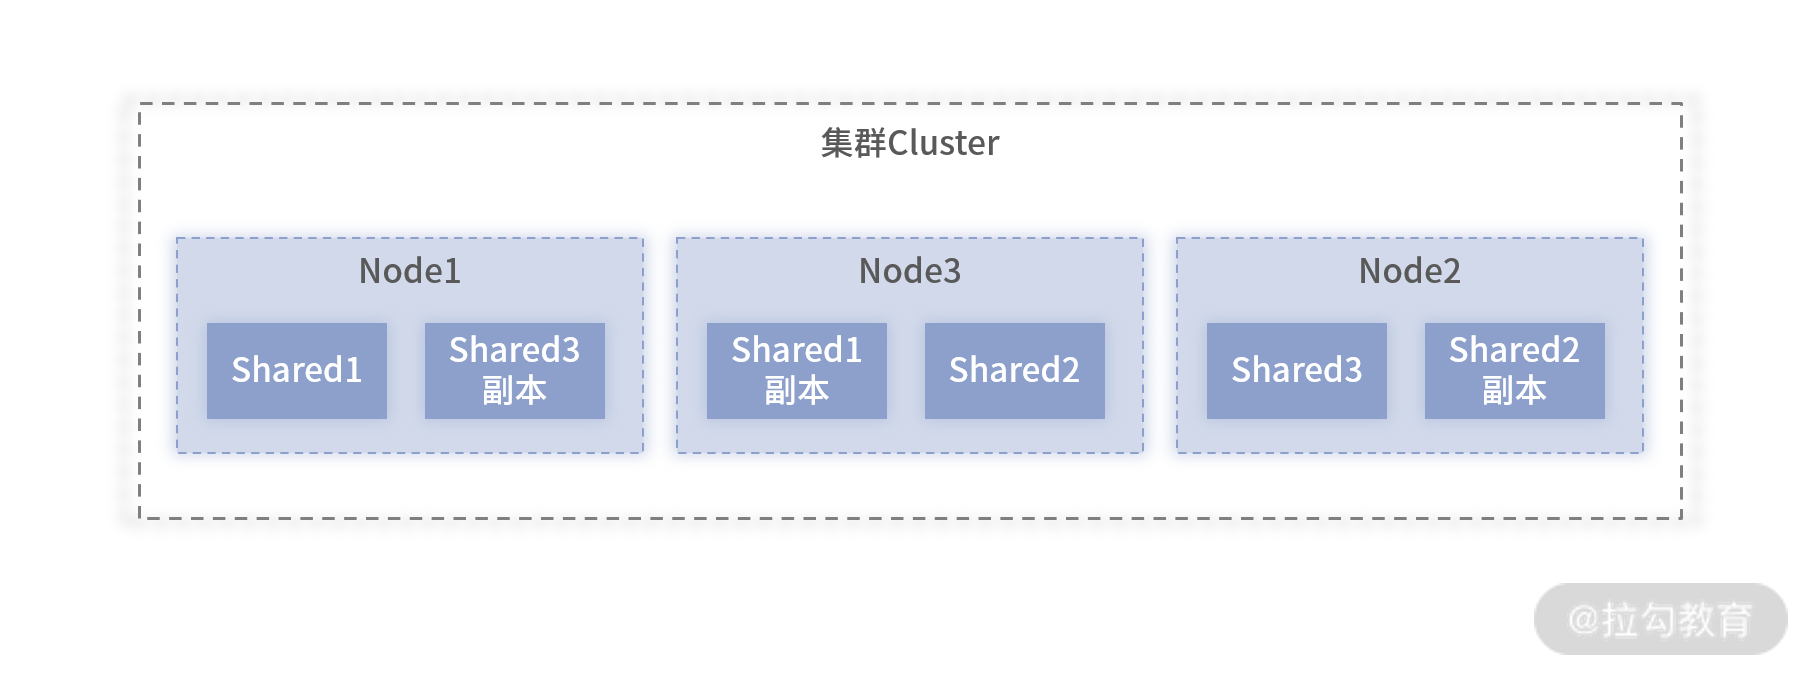 集群Cluster
Node1
Shared1
Shared3
副本
Node3
Shared1
副本
Shared2
Node2
Shared3
Shared2
副本
@拉勾教育